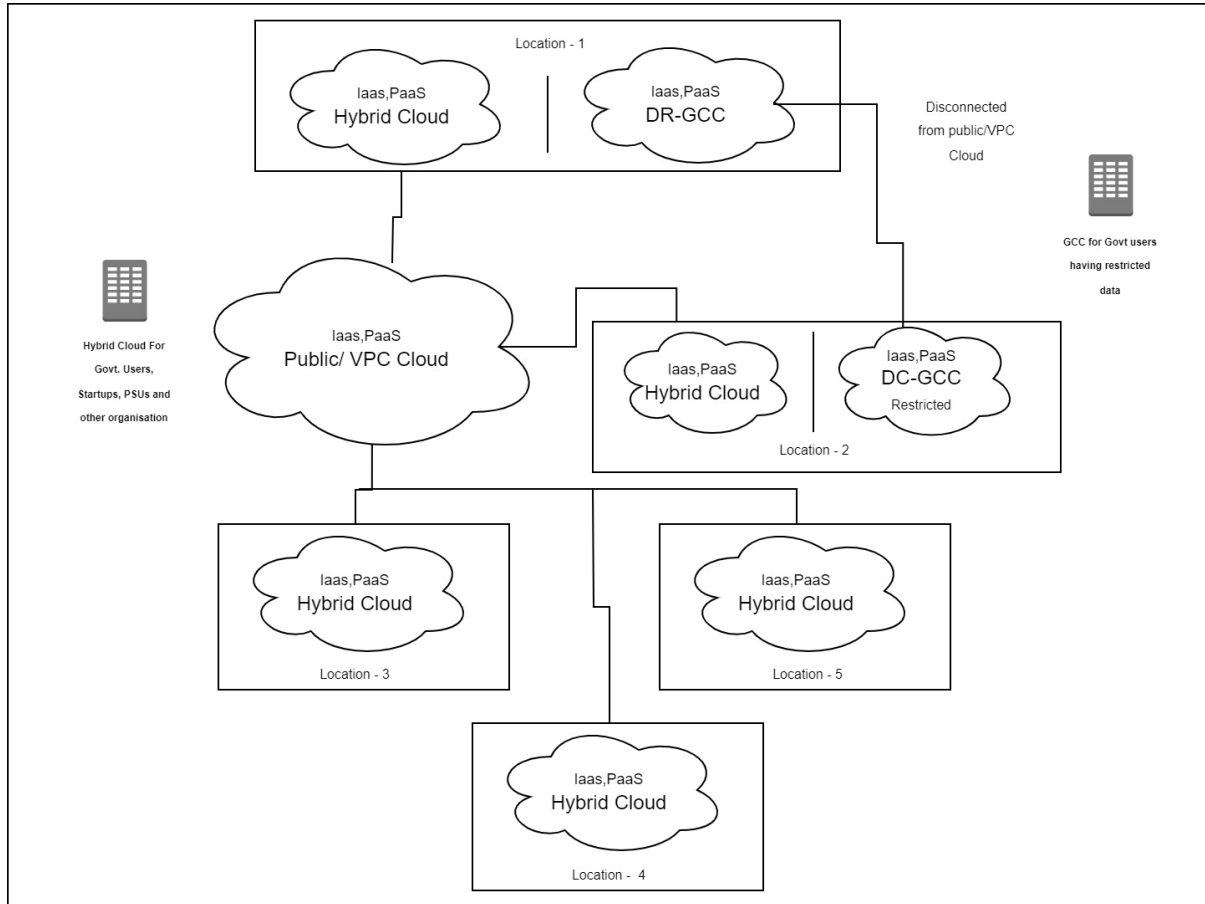 Location - 1
Iaas,PaaS
Hybrid Cloud
Iaas,PaaS
DR-GCC
Disconnected
from public/VPC
Cloud
GCC for Govt users
having restricted
data
Hybrid Cloud For
Govt. Users,
Startups, PSUs and
other organisation
Iaas,PaaS
Public/ VPC Cloud
Iaas,PaaS
Hybrid Cloud
Iaas,PaaS
DC-GCC
Restricted
Location - 2
Iaas,PaaS
Hybrid Cloud
Location - 3
Iaas,PaaS
Hybrid Cloud
Location - 5
Iaas,PaaS
Hybrid Cloud
Location -  4